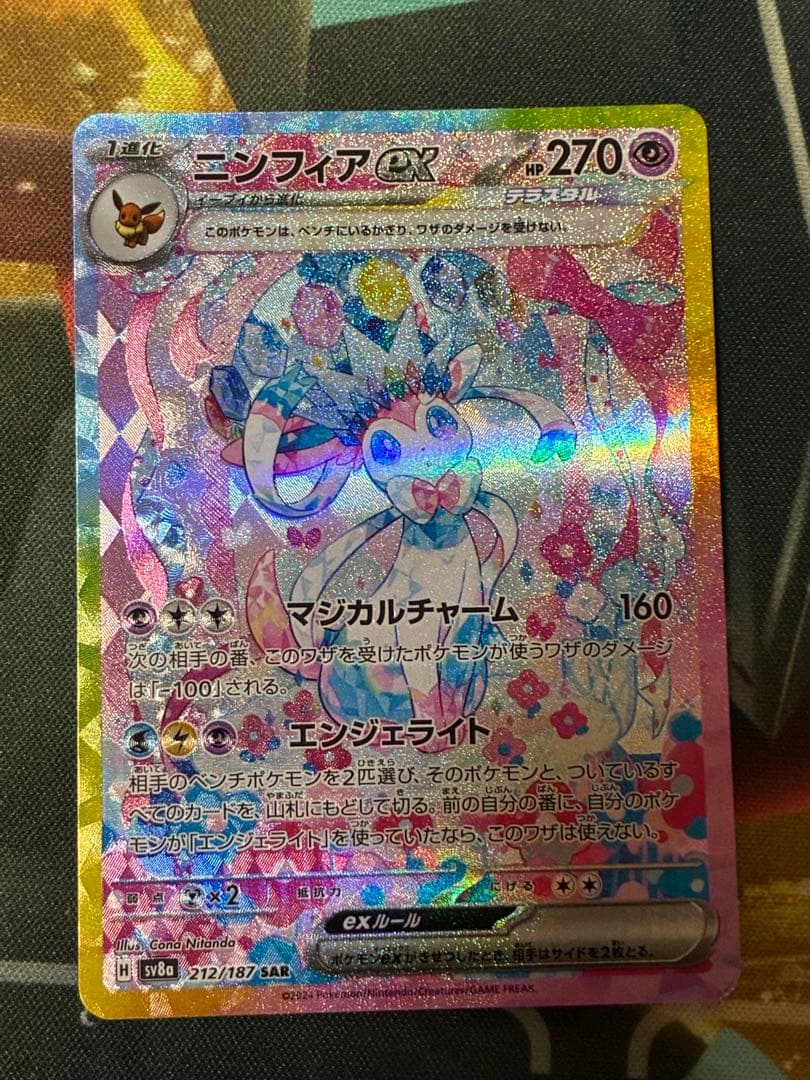 1進化
ニンフィアex
HP270
イーブイから進化
テラスタル
このポケモンは、ベンチにいるかぎり、ワザのダメージを受けない。
マジカルチャーム 160
次の相手の番、このワザを受けたポケモンが使うワザのダメージ
は「-100」される。
エンジェライト
相手のベンチポケモンを2匹選び、そのポケモンと、ついているす
べてのカードを、山札にもどして切る。前の自分の番に、自分のポケ
モンが「エンジェライト」を使っていたなら、このワザは使えない。
弱点 ×2 抵抗力 にげる
exルール
ポケモンexがきぜつしたとき、相手はサイドを2枚とる。
Illus. Cona Nitanda
H sv8a 212/187 SAR
©2024 Pokémon/Nintendo/Creatures/GAME FREAK.